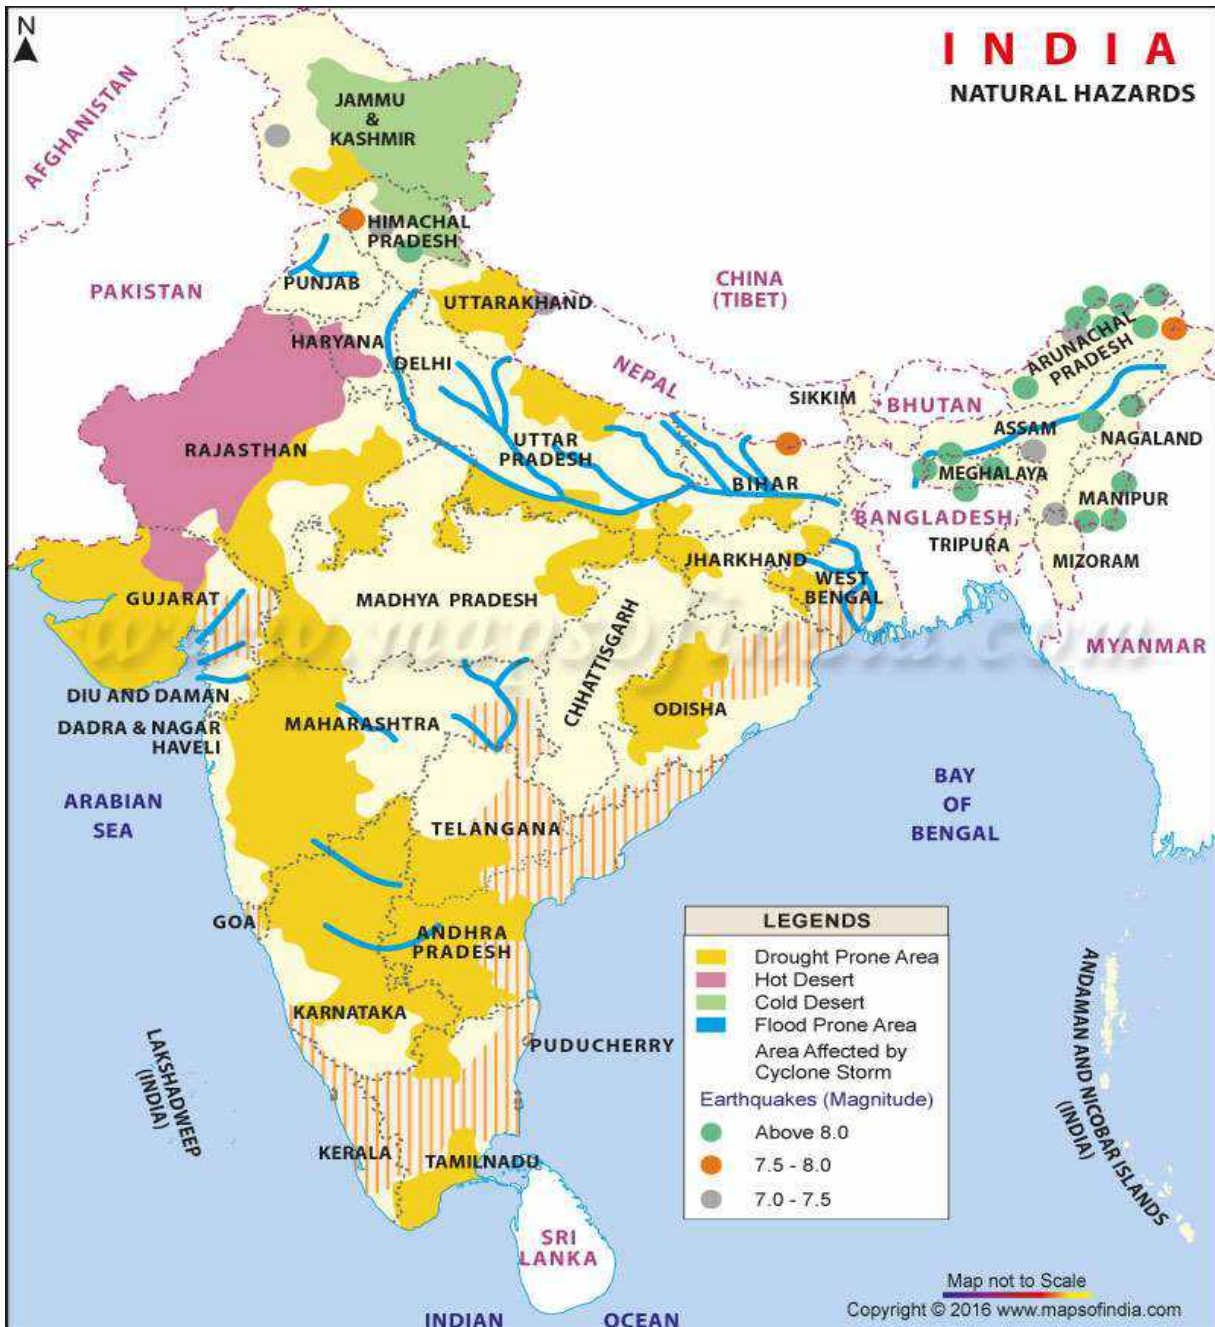 N
INDIA
NATURAL HAZARDS
AFGHANISTAN
JAMMU
&
KASHMIR
HIMACHAL
PRADESH
PAKISTAN
PUNJAB
UTTARAKHAND
CHINA
(TIBET)
HARYANA
DELHI
NEPAL
SIKKIM
BHUTAN
ARUNACHAL
PRADESH
RAJASTHAN
UTTAR
PRADESH
BIHAR
ASSAM
NAGALAND
MEGHALAYA
MANIPUR
BANGLADESH
TRIPURA
MIZORAM
JHARKHAND
WEST
BENGAL
GUJARAT
MADHYA PRADESH
CHHATTISGARH
www.mapsofindia.com
MYANMAR
DIU AND DAMAN
DADRA & NAGAR
HAVELI
MAHARASHTRA
ODISHA
ARABIAN
SEA
BAY
OF
BENGAL
TELANGANA
GOA
ANDHRA
PRADESH
KARNATAKA
PUDUCHERRY
LAKSHADWEEP
(INDIA)
KERALA
TAMILNADU
SRI
LANKA
INDIAN OCEAN
ANDAMAN AND NICOBAR ISLANDS
(INDIA)
LEGENDS
Drought Prone Area
Hot Desert
Cold Desert
Flood Prone Area
Area Affected by
Cyclone Storm
Earthquakes (Magnitude)
Above 8.0
7.5 - 8.0
7.0 - 7.5
Map not to Scale
Copyright © 2016 www.mapsofindia.com